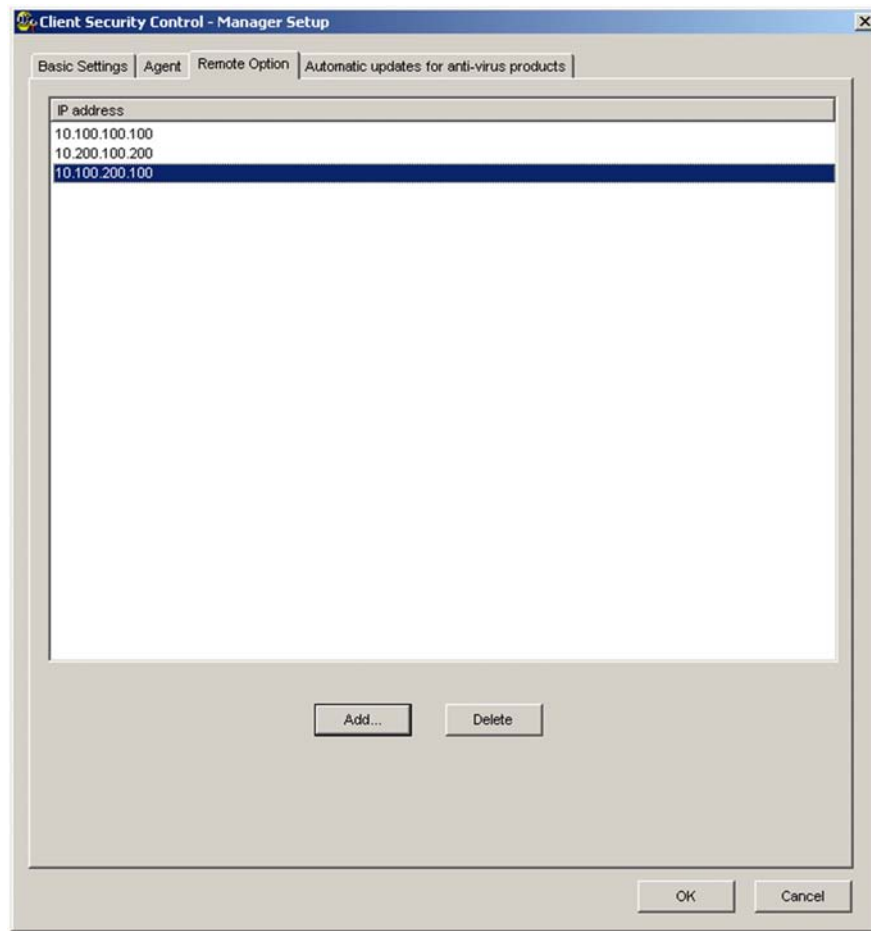 Client Security Control - Manager Setup
Basic Settings Agent Remote Option Automatic updates for anti-virus products
IP address
10.100.100.100
10.200.100.200
10.100.200.100
Add... Delete
OK Cancel